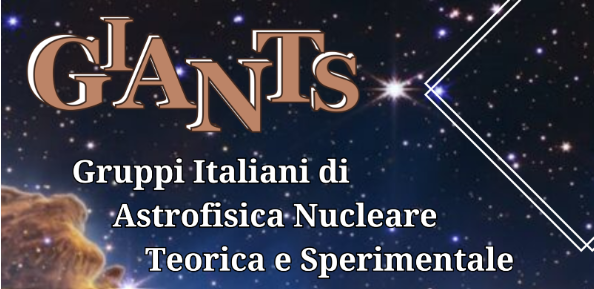 GIANTS
Gruppi Italiani di
Astrofisica Nucleare
Teorica e Sperimentale